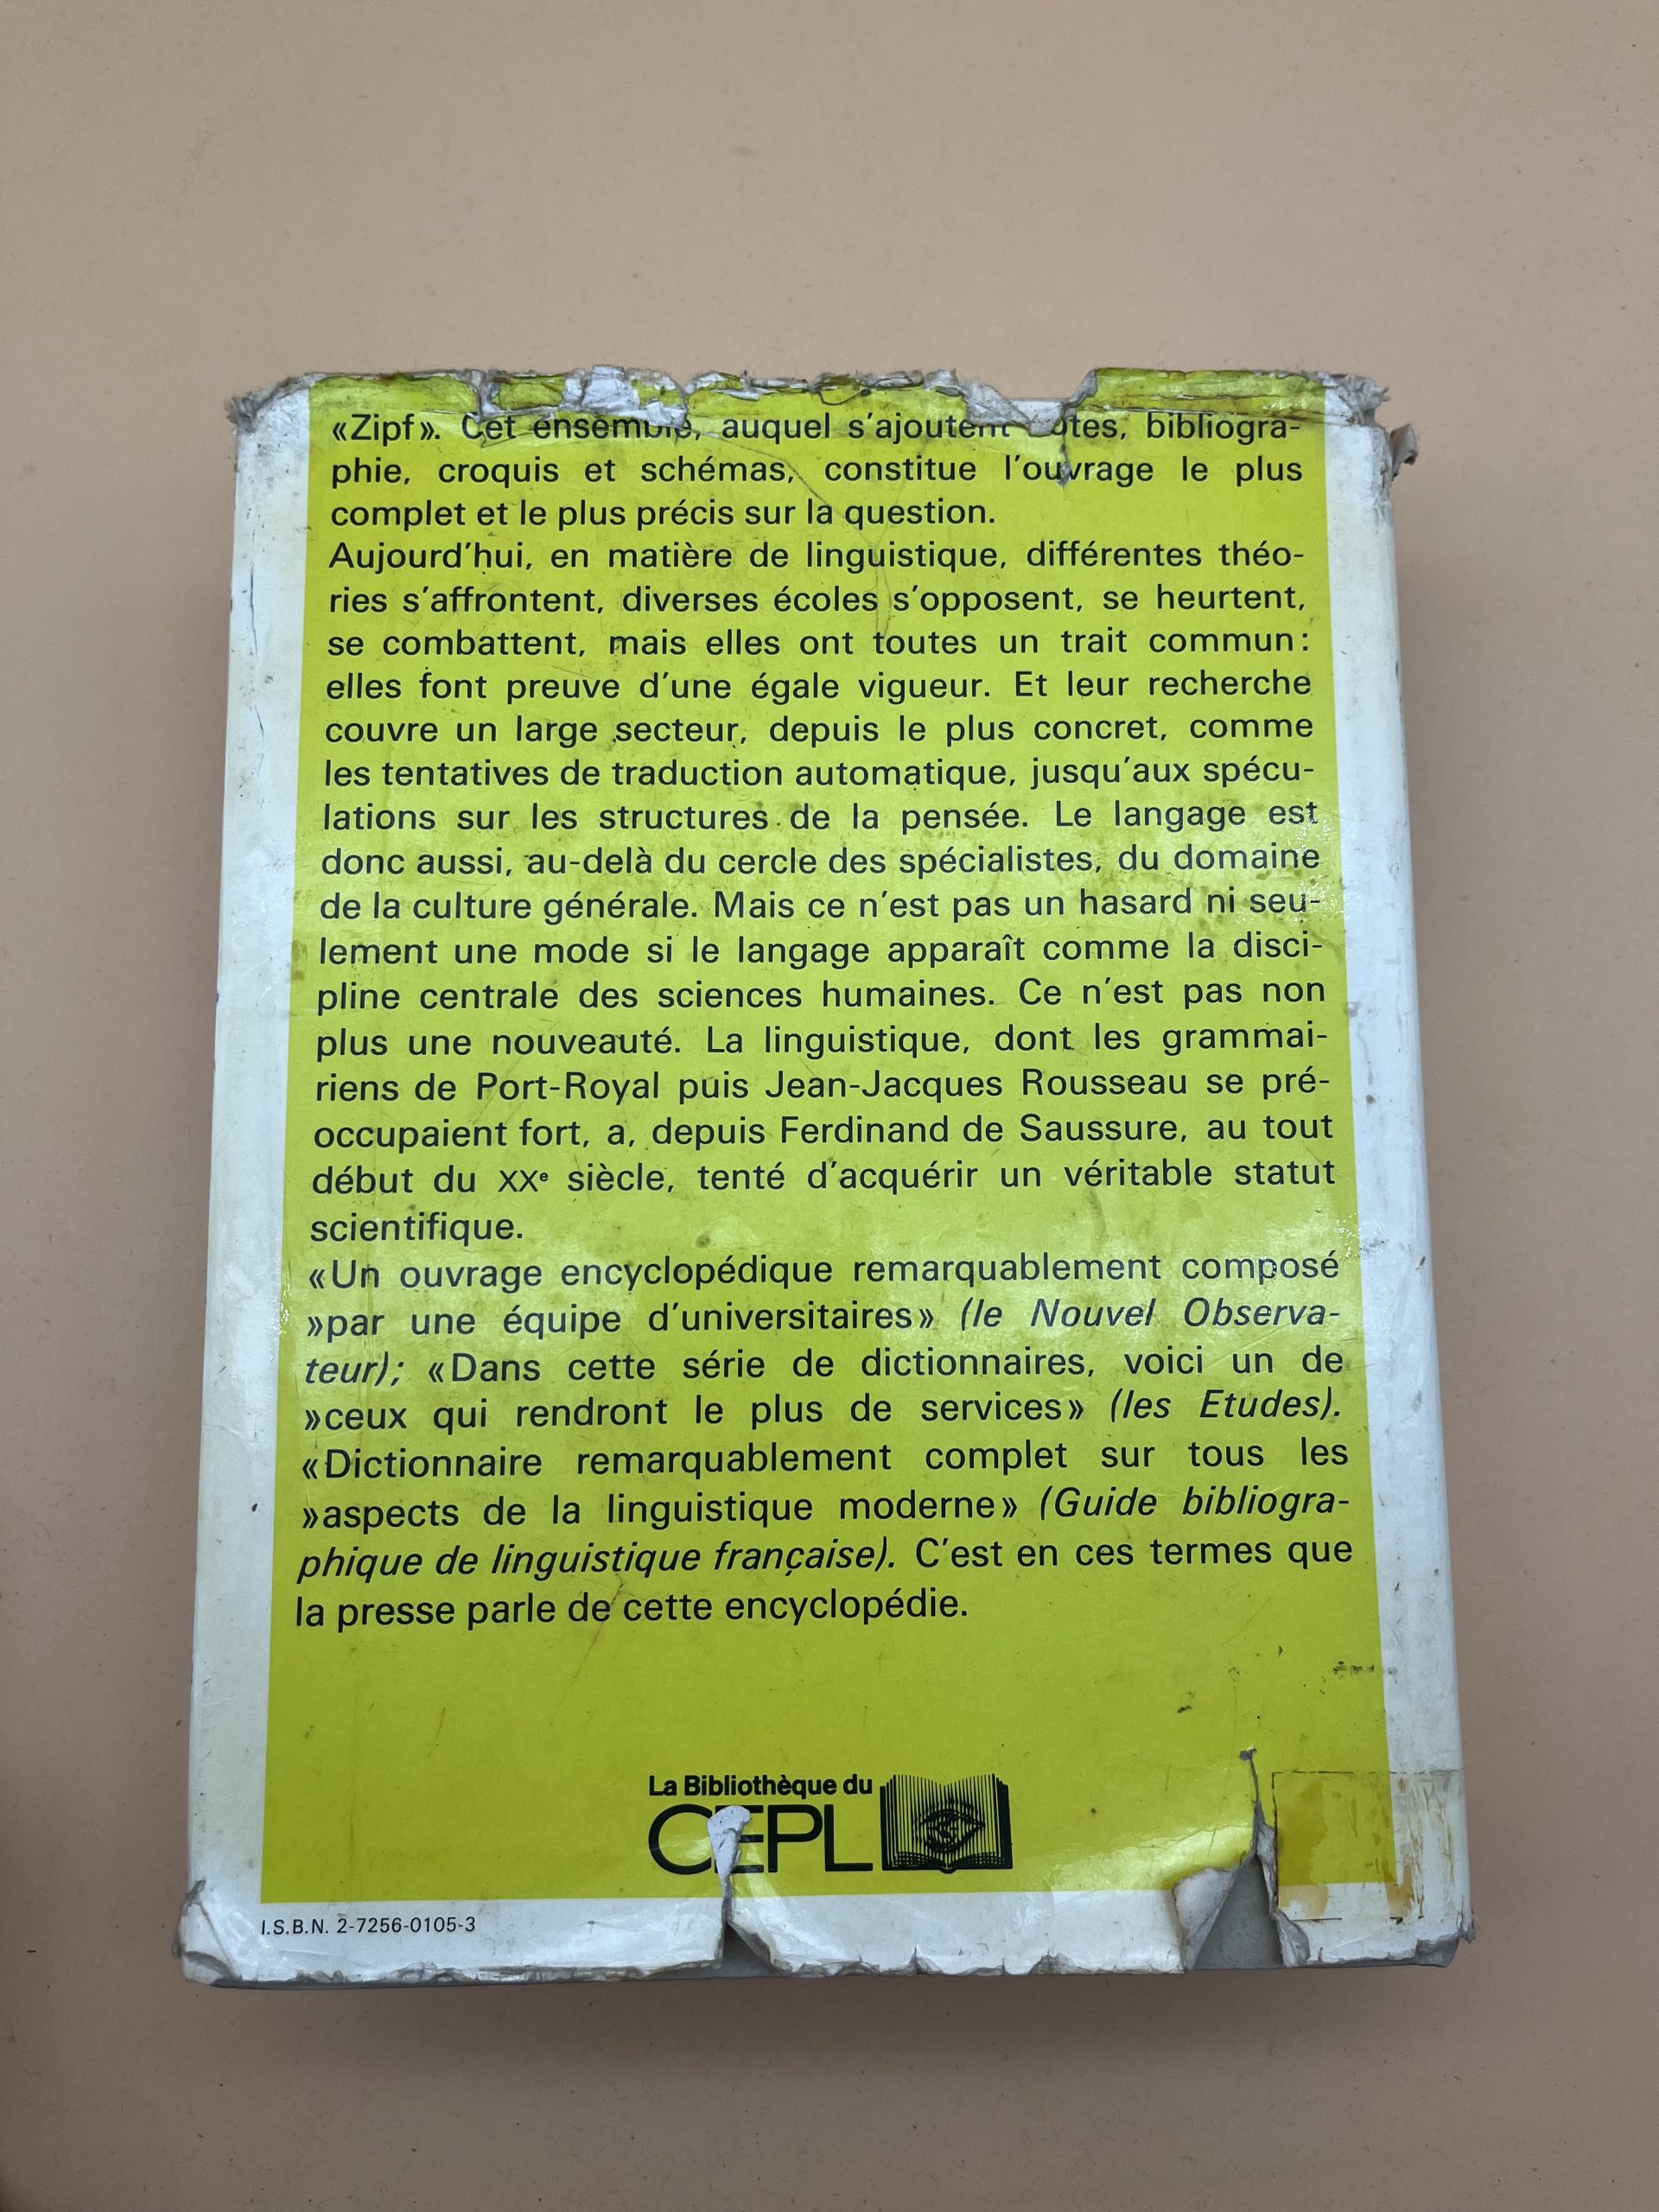 «Zipf». Cet ensemble, auquel s'ajoutent notes, bibliogra-
phie, croquis et schémas, constitue l'ouvrage le plus
complet et le plus précis sur la question.
Aujourd'hui, en matière de linguistique, différentes théo-
ries s'affrontent, diverses écoles s'opposent, se heurtent,
se combattent, mais elles ont toutes un trait commun:
elles font preuve d'une égale vigueur. Et leur recherche
couvre un large secteur, depuis le plus concret, comme
les tentatives de traduction automatique, jusqu'aux spécu-
lations sur les structures de la pensée. Le langage est
donc aussi, au-delà du cercle des spécialistes, du domaine
de la culture générale. Mais ce n'est pas un hasard ni seu-
lement une mode si le langage apparaît comme la disci-
pline centrale des sciences humaines. Ce n'est pas non
plus une nouveauté. La linguistique, dont les grammai-
riens de Port-Royal puis Jean-Jacques Rousseau se pré-
occupaient fort, a, depuis Ferdinand de Saussure, au tout
début du XXᵉ siècle, tenté d'acquérir un véritable statut
scientifique.
«Un ouvrage encyclopédique remarquablement composé
»par une équipe d'universitaires» (le Nouvel Observa-
teur); «Dans cette série de dictionnaires, voici un de
»ceux qui rendront le plus de services» (les Etudes).
«Dictionnaire remarquablement complet sur tous les
»aspects de la linguistique moderne» (Guide bibliogra-
phique de linguistique française). C'est en ces termes que
la presse parle de cette encyclopédie.
La Bibliothèque du
CEPL
I.S.B.N. 2-7256-0105-3